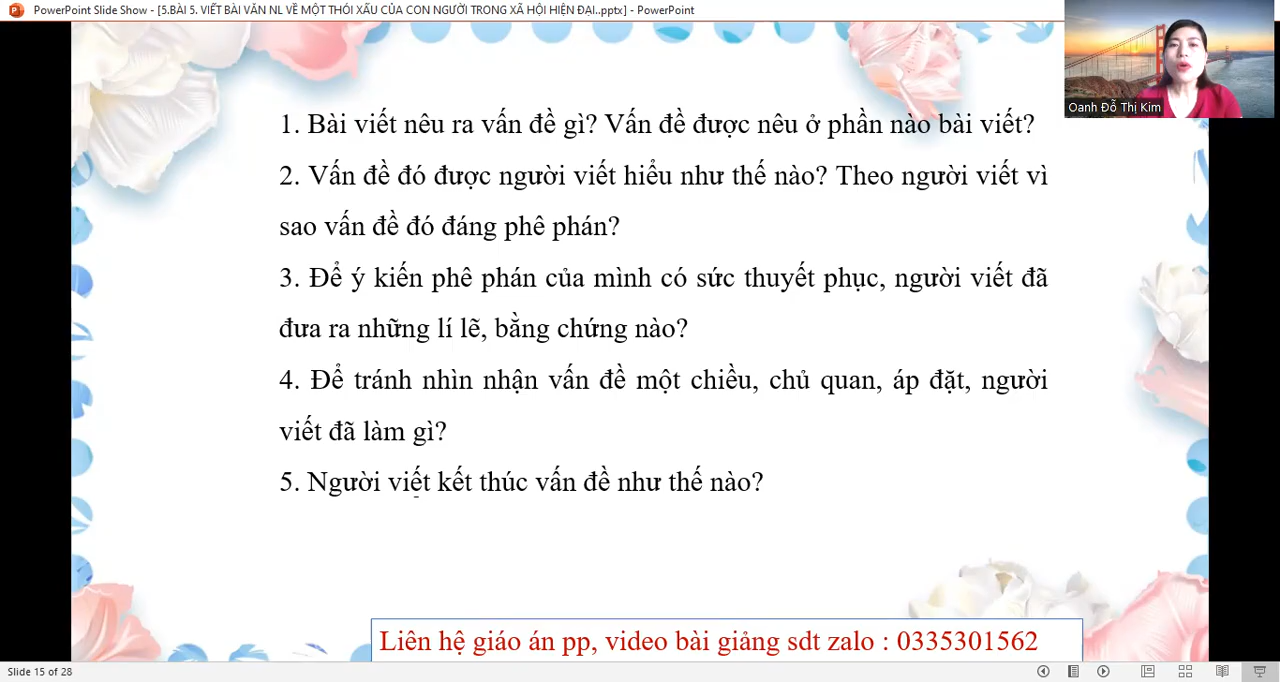 PowerPoint Slide Show - [5.BÀI 5. VIẾT BÀI VĂN NL VỀ MỘT THÓI XẤU CỦA CON NGƯỜI TRONG XÃ HỘI HIỆN ĐẠI..pptx] - PowerPoint
Oanh Đỗ Thị Kim
1. Bài viết nêu ra vấn đề gì? Vấn đề được nêu ở phần nào bài viết?
2. Vấn đề đó được người viết hiểu như thế nào? Theo người viết vì
sao vấn đề đó đáng phê phán?
3. Để ý kiến phê phán của mình có sức thuyết phục, người viết đã
đưa ra những lí lẽ, bằng chứng nào?
4. Để tránh nhìn nhận vấn đề một chiều, chủ quan, áp đặt, người
viết đã làm gì?
5. Người viết kết thúc vấn đề như thế nào?
Liên hệ giáo án pp, video bài giảng sdt zalo : 0335301562
Slide 15 of 28